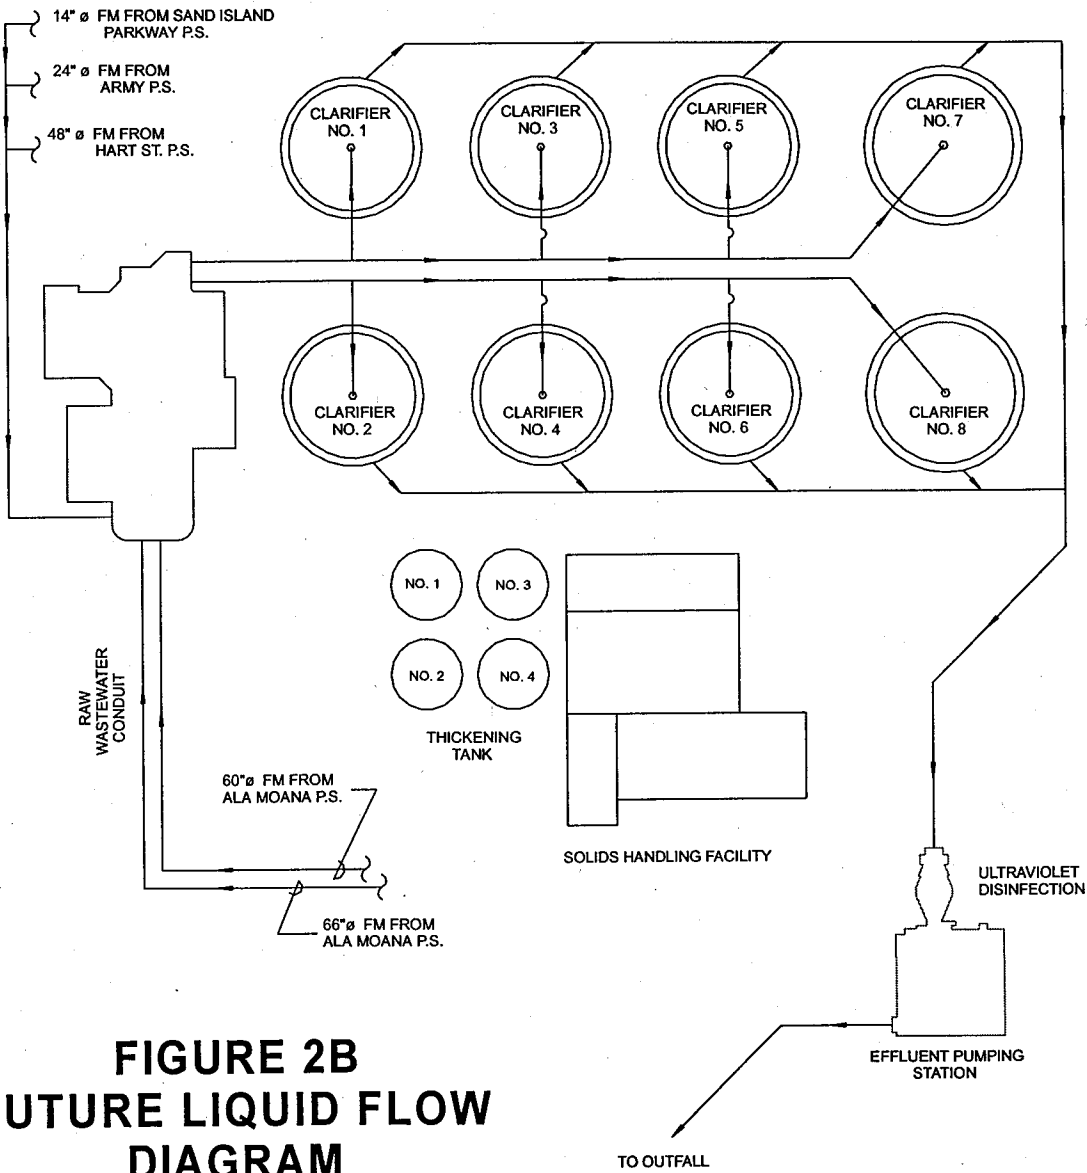 14"ø FM FROM SAND ISLAND
PARKWAY P.S.
24"ø FM FROM
ARMY P.S.
48"ø FM FROM
HART ST. P.S.
CLARIFIER
NO. 1
CLARIFIER
NO. 3
CLARIFIER
NO. 5
CLARIFIER
NO. 7
CLARIFIER
NO. 2
CLARIFIER
NO. 4
CLARIFIER
NO. 6
CLARIFIER
NO. 8
NO. 1
NO. 3
NO. 2
NO. 4
THICKENING
TANK
RAW
WASTEWATER
CONDUIT
60"ø FM FROM
ALA MOANA P.S.
66"ø FM FROM
ALA MOANA P.S.
SOLIDS HANDLING FACILITY
ULTRAVIOLET
DISINFECTION
EFFLUENT PUMPING
STATION
TO OUTFALL
FIGURE 2B
UTURE LIQUID FLOW
DIAGRAM